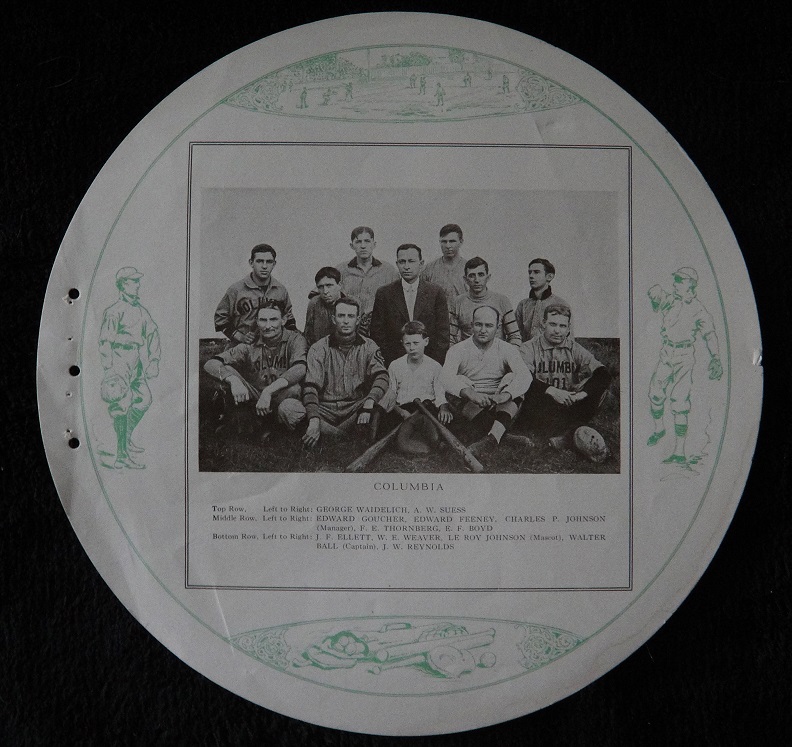 COLUMBIA
Top Row, Left to Right: GEORGE WAIDELICH, A. W. SUESS
Middle Row, Left to Right: EDWARD GOUCHER, EDWARD FEENEY, CHARLES P. JOHNSON
(Manager), F. E. THORNBERG, E. F. BOYD
Bottom Row, Left to Right: J. F. ELLETT, W. E. WEAVER, LE ROY JOHNSON (Mascot), WALTER
BALL (Captain), J. W. REYNOLDS